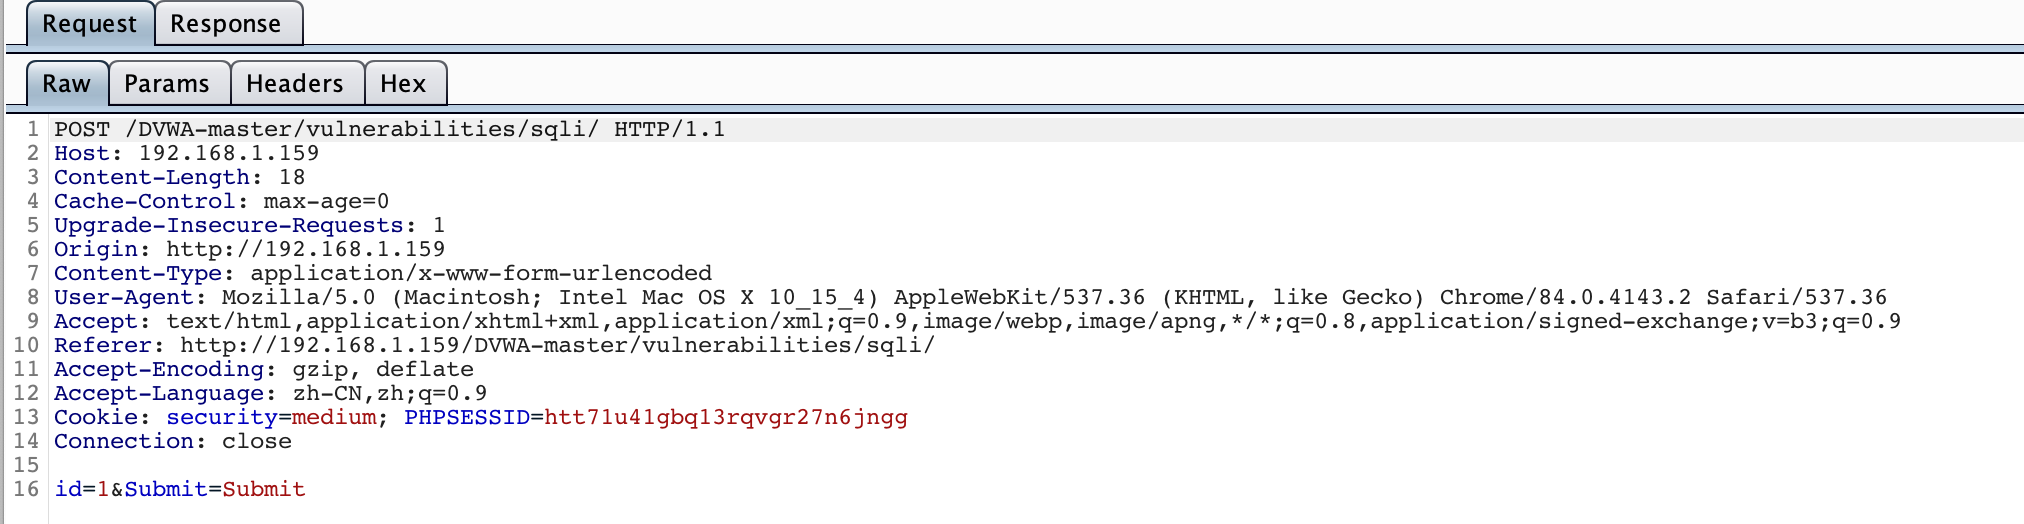 Request Response
Raw Params Headers Hex
1 POST /DVWA-master/vulnerabilities/sqli/ HTTP/1.1
2 Host: 192.168.1.159
3 Content-Length: 18
4 Cache-Control: max-age=0
5 Upgrade-Insecure-Requests: 1
6 Origin: http://192.168.1.159
7 Content-Type: application/x-www-form-urlencoded
8 User-Agent: Mozilla/5.0 (Macintosh; Intel Mac OS X 10_15_4) AppleWebKit/537.36 (KHTML, like Gecko) Chrome/84.0.4143.2 Safari/537.36
9 Accept: text/html,application/xhtml+xml,application/xml;q=0.9,image/webp,image/apng,*/*;q=0.8,application/signed-exchange;v=b3;q=0.9
10 Referer: http://192.168.1.159/DVWA-master/vulnerabilities/sqli/
11 Accept-Encoding: gzip, deflate
12 Accept-Language: zh-CN,zh;q=0.9
13 Cookie: security=medium; PHPSESSID=htt71u41gbq13rqvgr27n6jngg
14 Connection: close
15
16 id=1&Submit=Submit